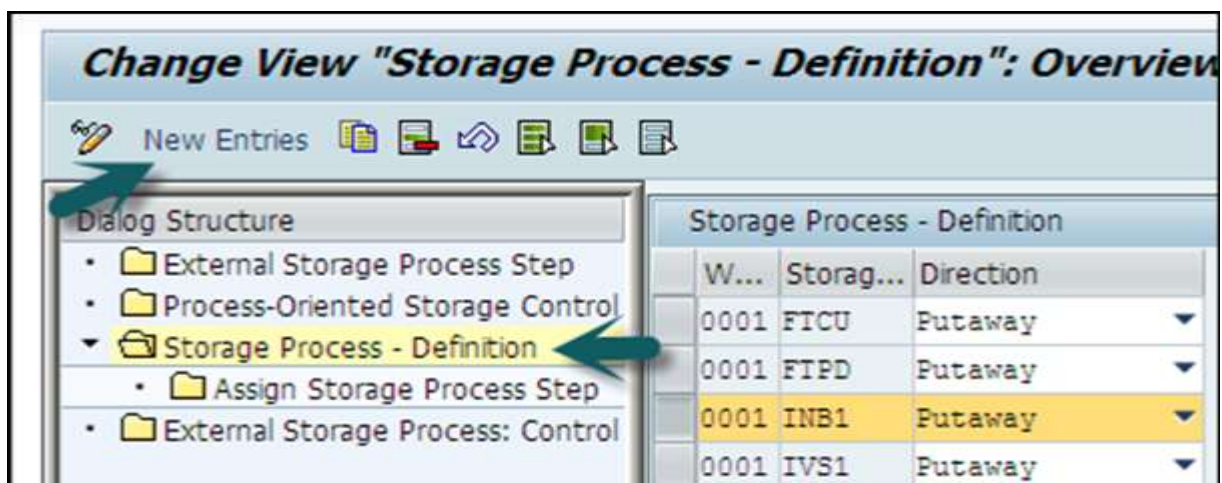 Change View "Storage Process - Definition": Overview
New Entries
Dialog Structure
External Storage Process Step
Process-Oriented Storage Control
Storage Process - Definition
Assign Storage Process Step
External Storage Process: Control
Storage Process - Definition
W... Storag... Direction
0001 FTCU Putaway
0001 FTPD Putaway
0001 INB1 Putaway
0001 IVS1 Putaway